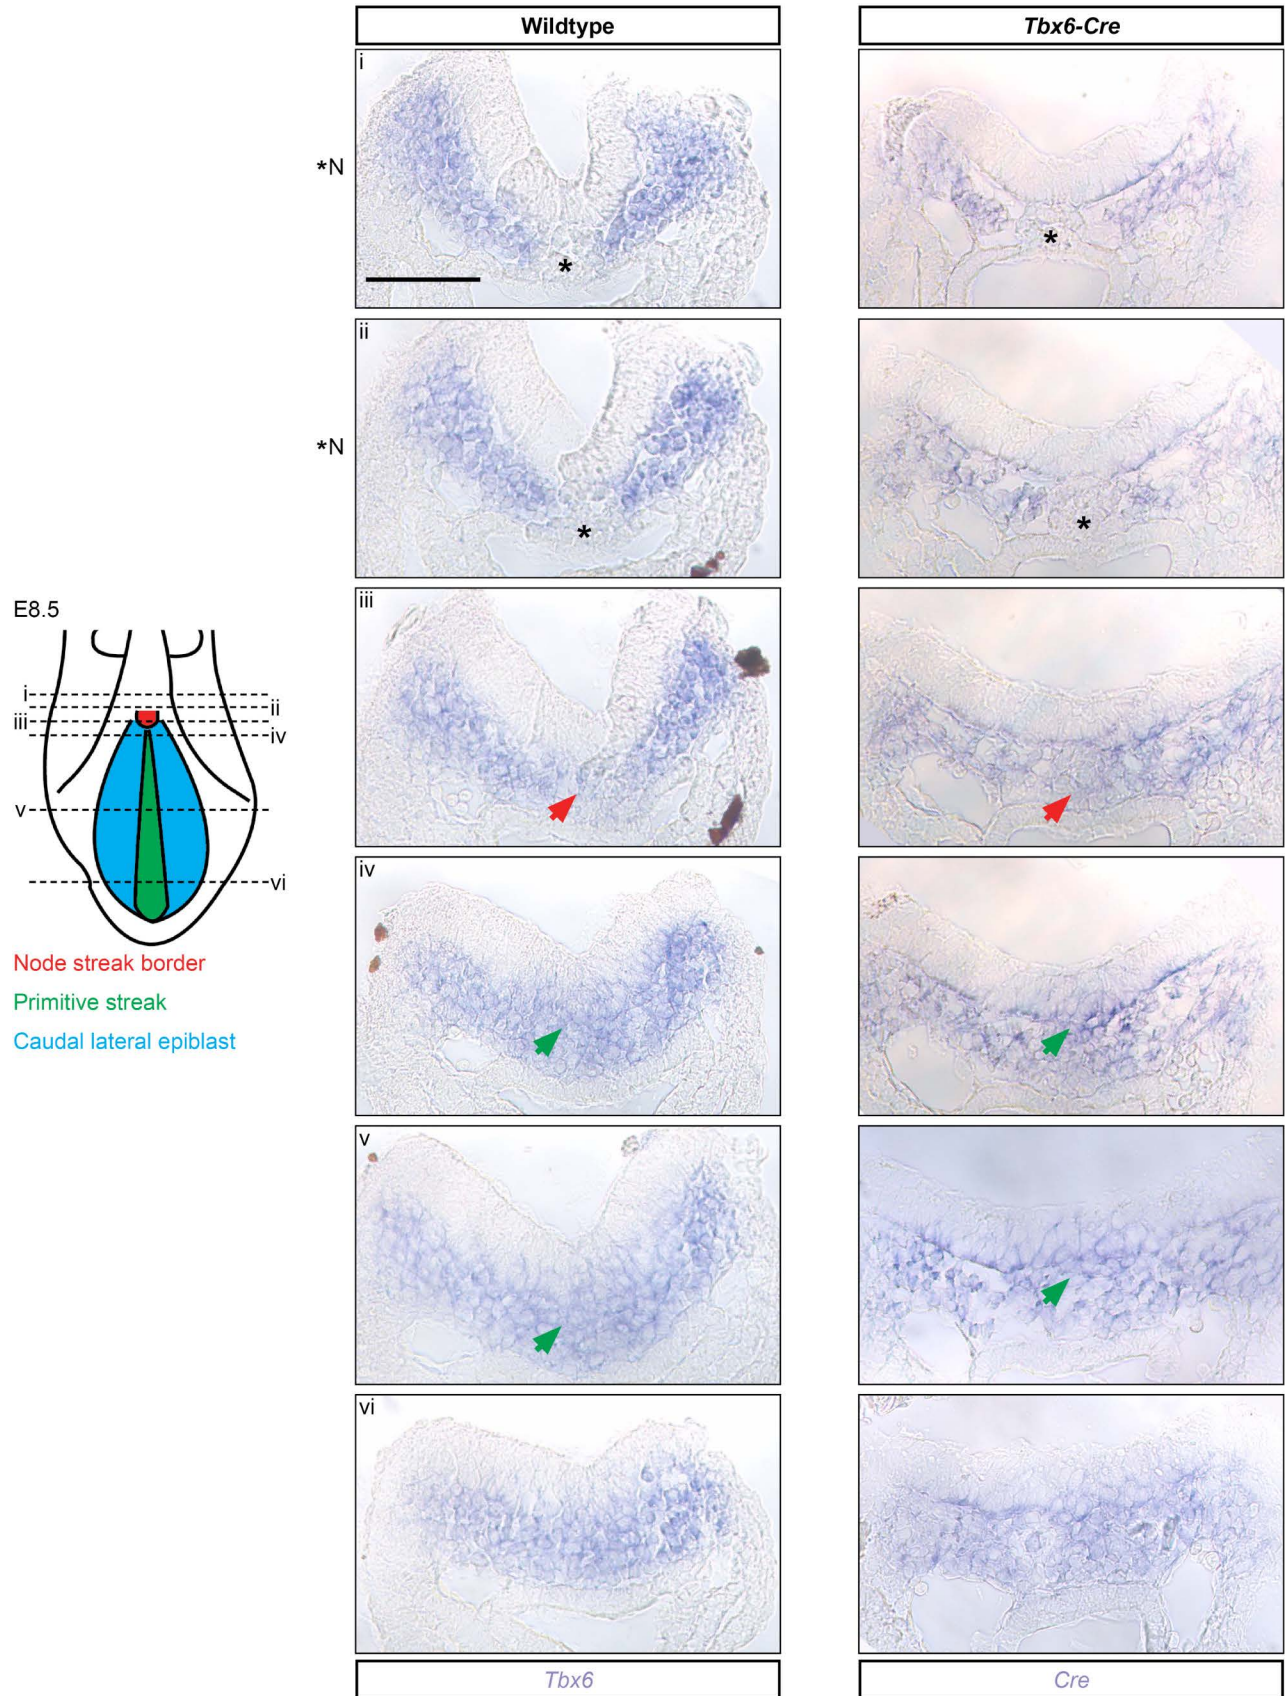 Wildtype
Tbx6-Cre
i
*N
*
*
ii
*N
*
*
iii
E8.5
i
ii
iii
iv
v
vi
Node streak border
Primitive streak
Caudal lateral epiblast
iv
v
vi
Tbx6
Cre